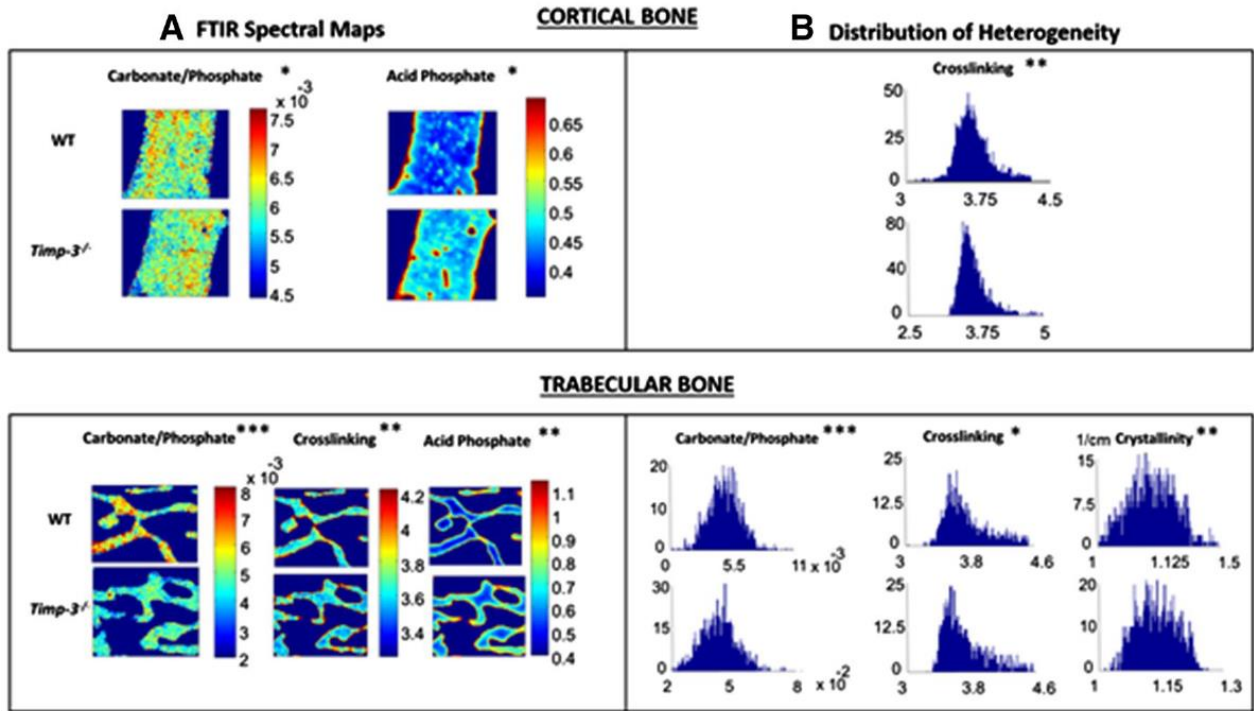 CORTICAL BONE
A FTIR Spectral Maps
B Distribution of Heterogeneity
Carbonate/Phosphate *
Acid Phosphate *
Crosslinking **
x 10-3
WT
7.5
7
6.5
6
5.5
5
4.5
0.65
0.6
0.55
0.5
0.45
0.4
50
25
0
3 3.75 4.5
Timp-3-/-
80
40
0
2.5 3.75 5
TRABECULAR BONE
Carbonate/Phosphate *** Crosslinking ** Acid Phosphate **
Carbonate/Phosphate *** Crosslinking * 1/cm Crystallinity **
x 10-3
WT
8
7
6
5
4
3
2
4.2
4
3.8
3.6
3.4
1.1
1
0.9
0.8
0.7
0.6
0.5
0.4
20
10
0
0 5.5 11 x 10-3
25
12.5
0
3 3.8 4.6
15
7.5
0
1 1.125 1.5
Timp-3-/-
30
15
0
2 5 8 x 10-2
25
12.5
0
3 3.8 4.6
20
10
0
1 1.15 1.3